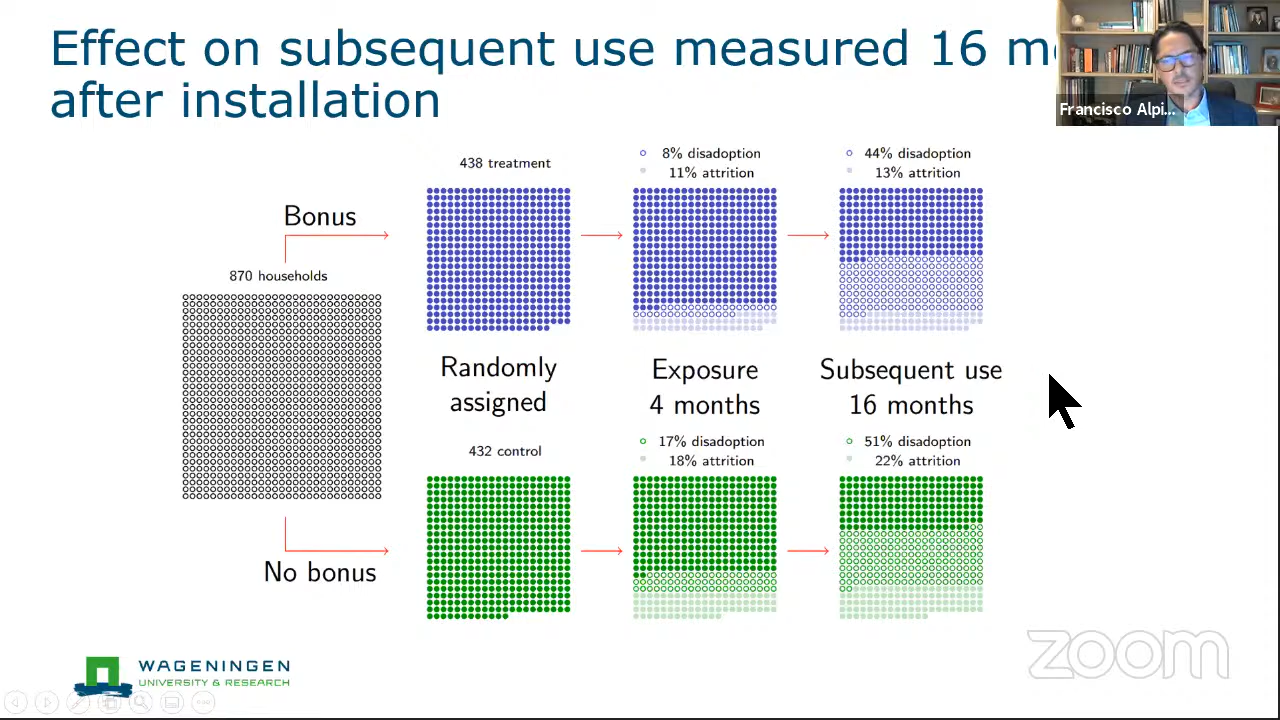 Effect on subsequent use measured 16 m
after installation
Francisco Alpi...
438 treatment
8% disadoption
11% attrition
44% disadoption
13% attrition
Bonus
870 households
Randomly
assigned
Exposure
4 months
Subsequent use
16 months
432 control
17% disadoption
18% attrition
51% disadoption
22% attrition
No bonus
WAGENINGEN
UNIVERSITY & RESEARCH
zoom